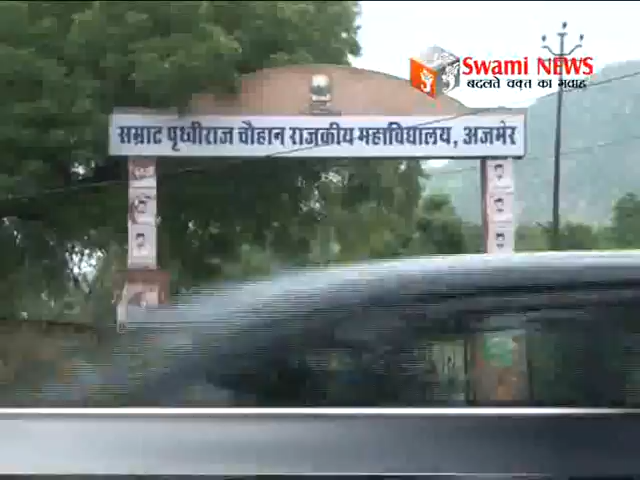 Swami NEWS
बदलते वक्त का गवाह
सम्राट पृथ्वीराज चौहान राजकीय महाविद्यालय, अजमेर